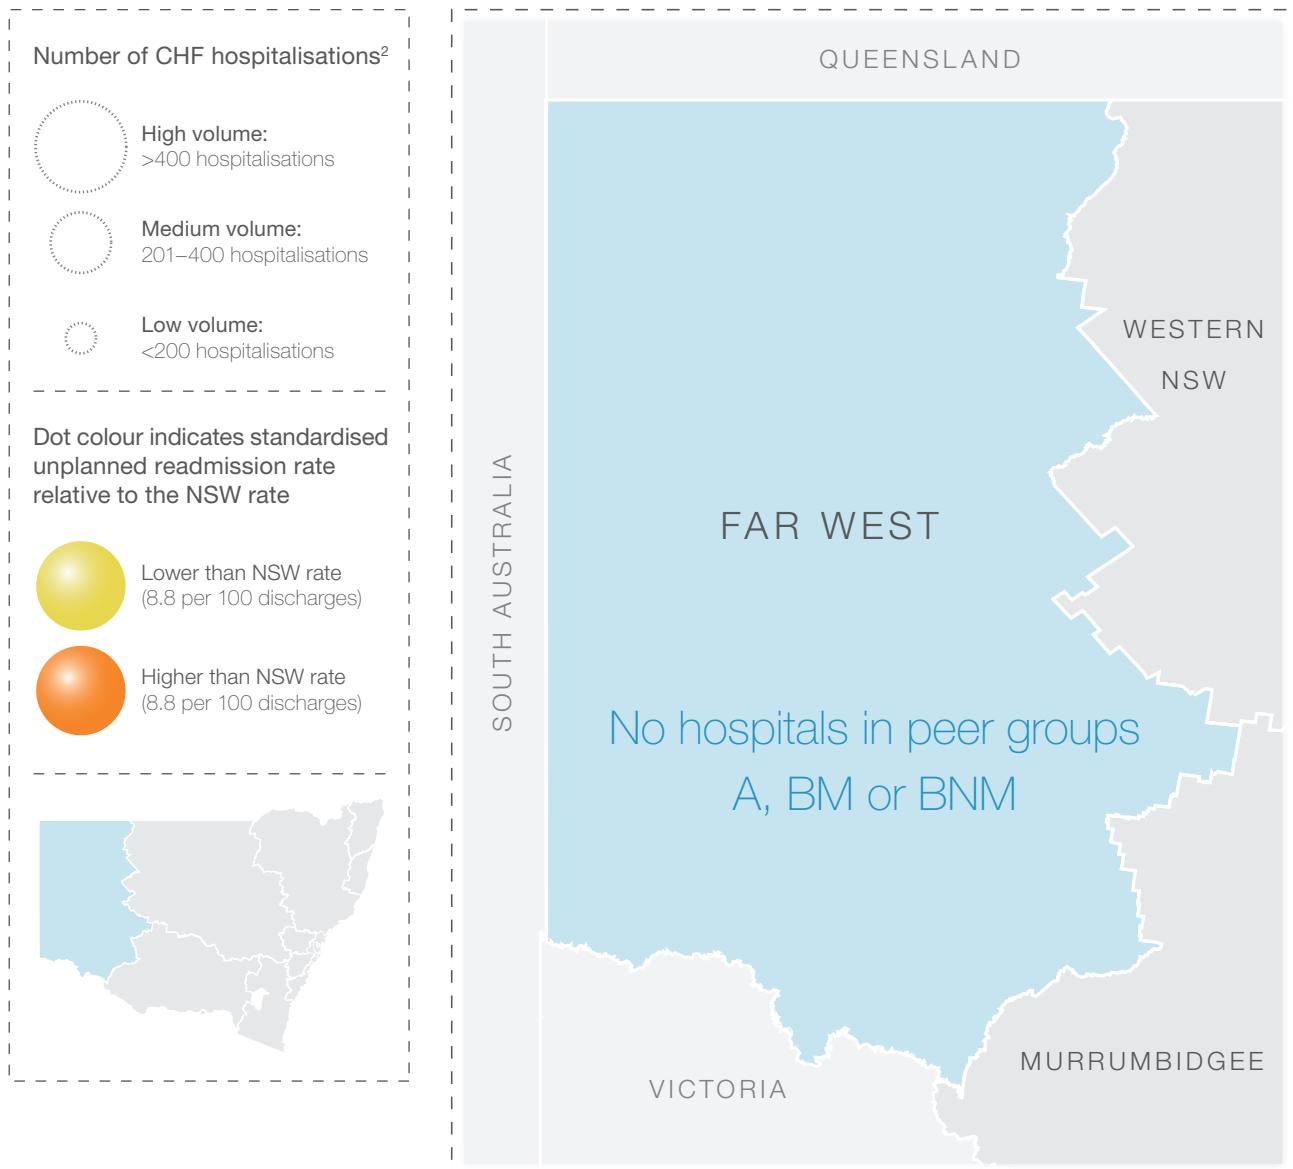 Number of CHF hospitalisations²
High volume:
>400 hospitalisations
Medium volume:
201–400 hospitalisations
Low volume:
<200 hospitalisations
Dot colour indicates standardised
unplanned readmission rate
relative to the NSW rate
Lower than NSW rate
(8.8 per 100 discharges)
Higher than NSW rate
(8.8 per 100 discharges)
QUEENSLAND
WESTERN
NSW
SOUTH AUSTRALIA
FAR WEST
No hospitals in peer groups
A, BM or BNM
MURRUMBIDGEE
VICTORIA